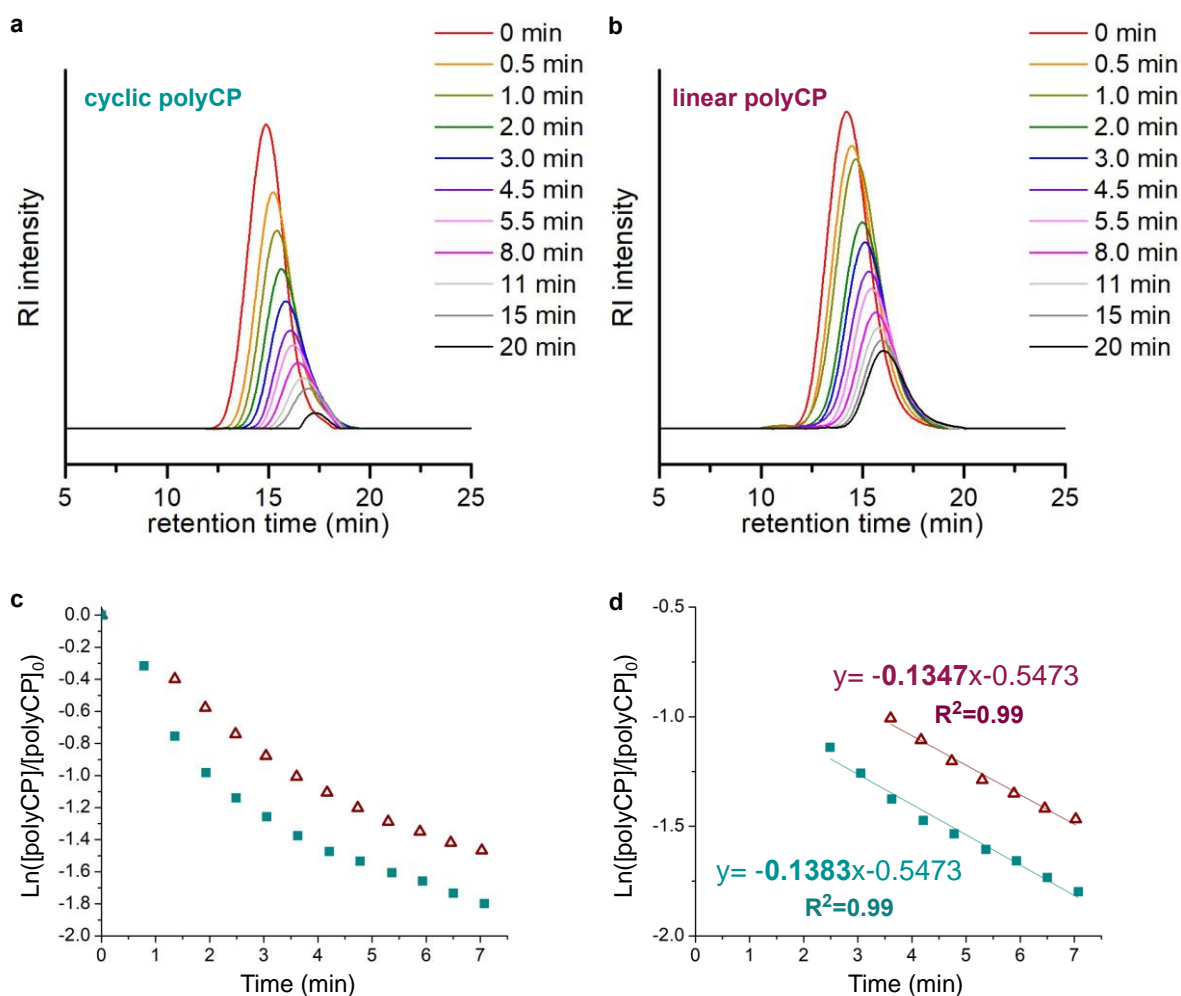 a
0 min
0.5 min
1.0 min
2.0 min
3.0 min
4.5 min
5.5 min
8.0 min
11 min
15 min
20 min
cyclic polyCP
RI intensity
5 10 15 20 25
retention time (min)
b
0 min
0.5 min
1.0 min
2.0 min
3.0 min
4.5 min
5.5 min
8.0 min
11 min
15 min
20 min
linear polyCP
RI intensity
5 10 15 20 25
retention time (min)
c
0.0
-0.2
-0.4
-0.6
-0.8
-1.0
-1.2
-1.4
-1.6
-1.8
-2.0
Ln([polyCP]/[polyCP]₀)
0 1 2 3 4 5 6 7
Time (min)
d
-0.5
-1.0
-1.5
-2.0
Ln([polyCP]/[polyCP]₀)
y= -0.1347x-0.5473
R²=0.99
y= -0.1383x-0.5473
R²=0.99
0 1 2 3 4 5 6 7
Time (min)